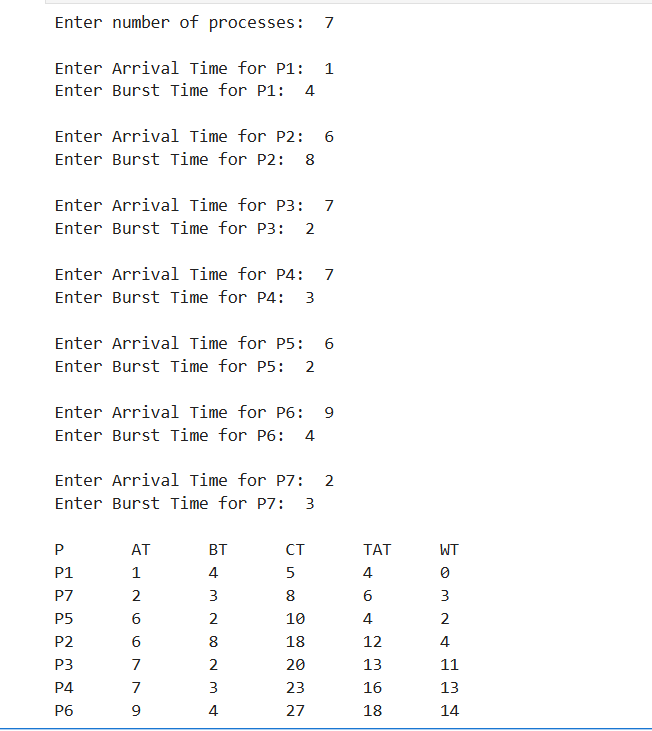 Enter number of processes:  7
Enter Arrival Time for P1:  1
Enter Burst Time for P1:  4
Enter Arrival Time for P2:  6
Enter Burst Time for P2:  8
Enter Arrival Time for P3:  7
Enter Burst Time for P3:  2
Enter Arrival Time for P4:  7
Enter Burst Time for P4:  3
Enter Arrival Time for P5:  6
Enter Burst Time for P5:  2
Enter Arrival Time for P6:  9
Enter Burst Time for P6:  4
Enter Arrival Time for P7:  2
Enter Burst Time for P7:  3
P	AT	BT	CT	TAT	WT
P1	1	4	5	4	0
P7	2	3	8	6	3
P5	6	2	10	4	2
P2	6	8	18	12	4
P3	7	2	20	13	11
P4	7	3	23	16	13
P6	9	4	27	18	14